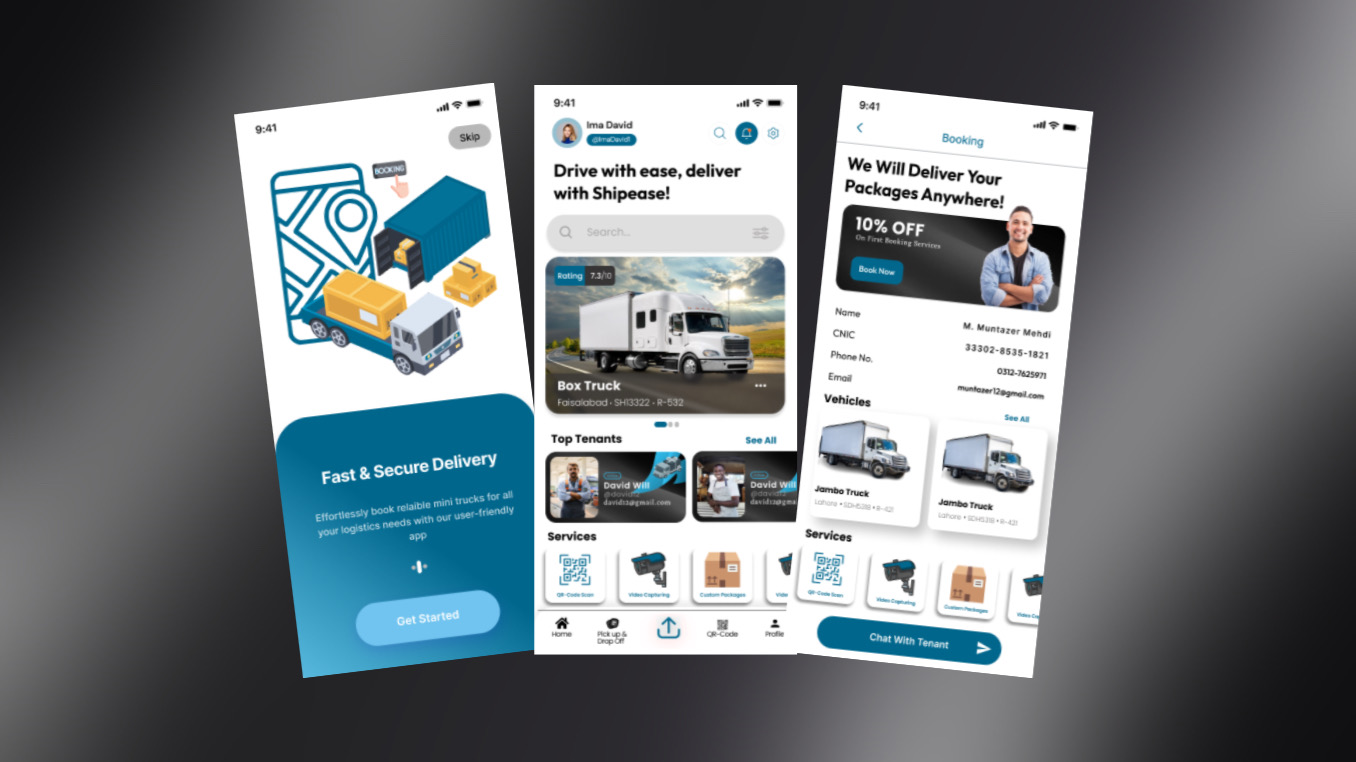 9:41
Skip
BOOKING
Fast & Secure Delivery
Effortlessly book relaible mini trucks for all
your logistics needs with our user-friendly
app
Get Started
9:41
Ima David
@ImaDavid1
Drive with ease, deliver
with Shipease!
Search...
Rating 7.3/10
Box Truck
Faisalabad • SH13322 • R-532
Top Tenants
See All
David Will
@david12
david12@gmail.com
David Will
@david12
david12@gmail.com
Services
QR-Code Scan
Video Capturing
Custom Packages
Home
Pick up &
Drop Off
QR-Code
Profile
9:41
Booking
We Will Deliver Your
Packages Anywhere!
10% OFF
On First Booking Services
Book Now
Name M. Muntazer Mehdi
CNIC 33302-8535-1821
Phone No. 0312-7625971
Email muntazer12@gmail.com
Vehicles
See All
Jambo Truck
Lahore • SDH5318 • R-421
Jambo Truck
Lahore • SDH5318 • R-421
Services
QR-Code Scan
Video Capturing
Custom Packages
Chat With Tenant